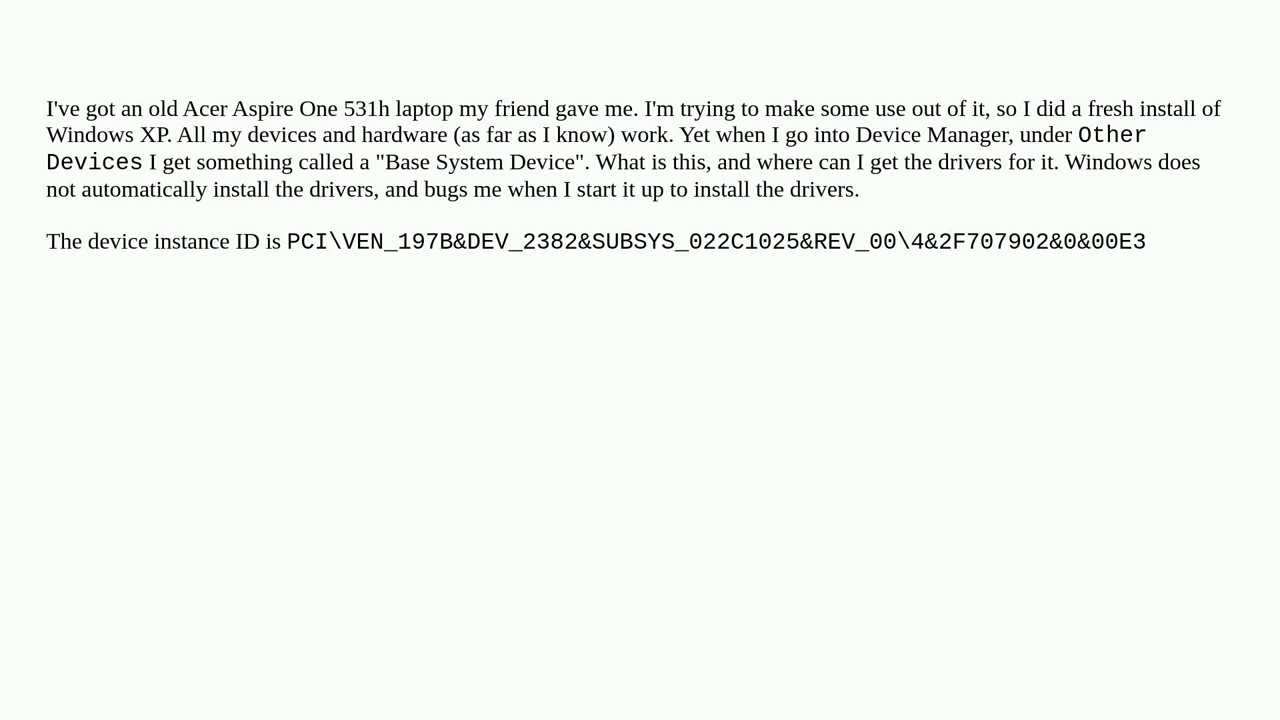 I've got an old Acer Aspire One 531h laptop my friend gave me. I'm trying to make some use out of it, so I did a fresh install of
Windows XP. All my devices and hardware (as far as I know) work. Yet when I go into Device Manager, under Other
Devices I get something called a "Base System Device". What is this, and where can I get the drivers for it. Windows does
not automatically install the drivers, and bugs me when I start it up to install the drivers.
The device instance ID is PCI\VEN_197B&DEV_2382&SUBSYS_022C1025&REV_00\4&2F707902&0&00E3